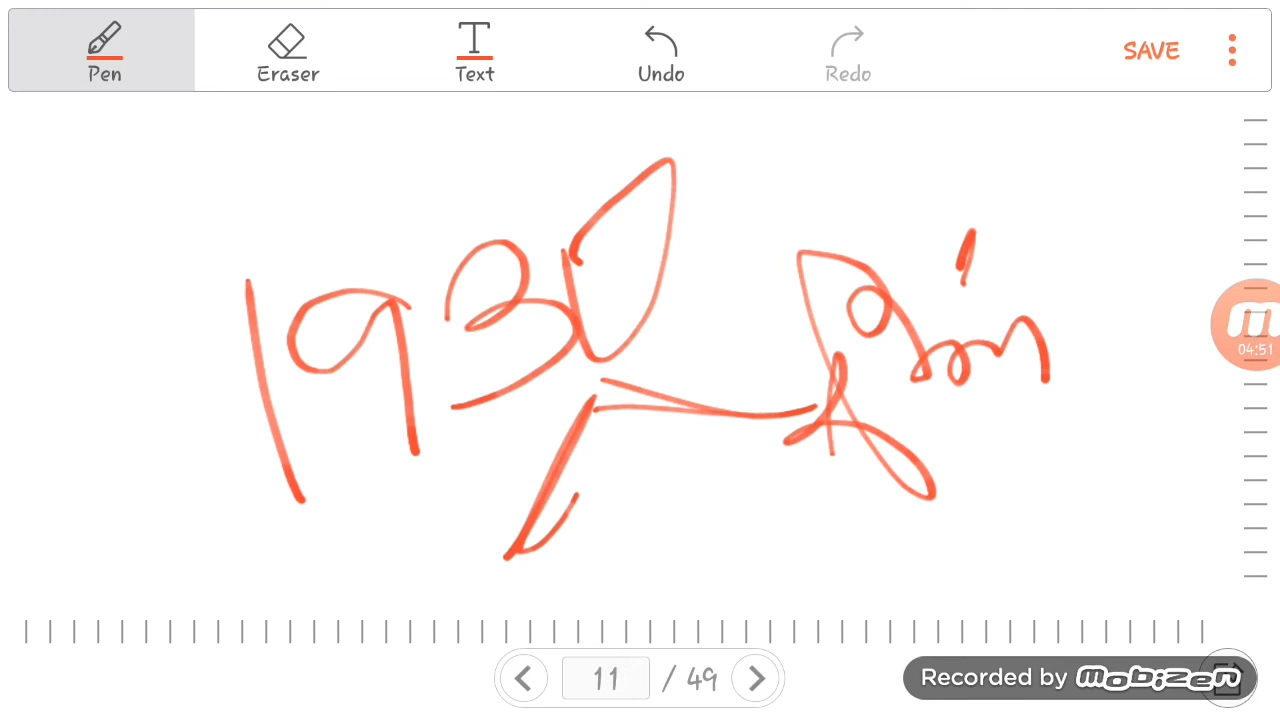 Pen Eraser Text Undo Redo SAVE
1930
04:51
11 / 49
Recorded by mobizen